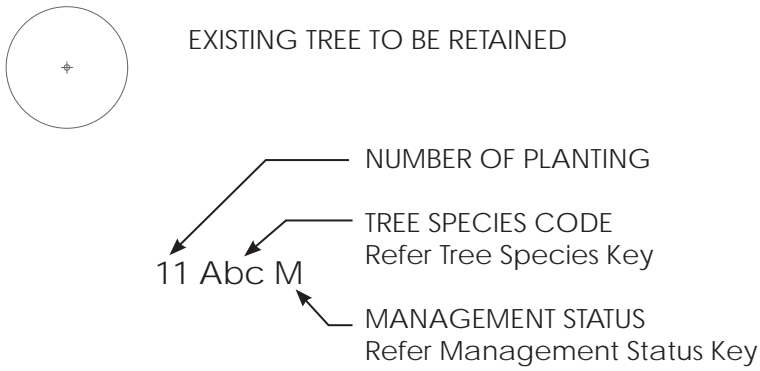 EXISTING TREE TO BE RETAINED
NUMBER OF PLANTING
TREE SPECIES CODE
Refer Tree Species Key
11 Abc M
MANAGEMENT STATUS
Refer Management Status Key